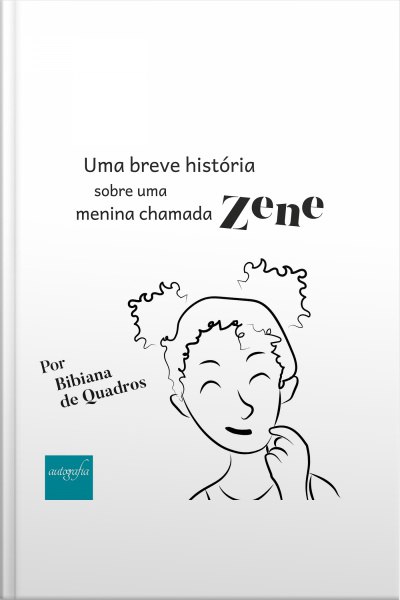 Uma breve história
sobre uma
menina chamada Zene
Por
Bibiana
de Quadros
autografia